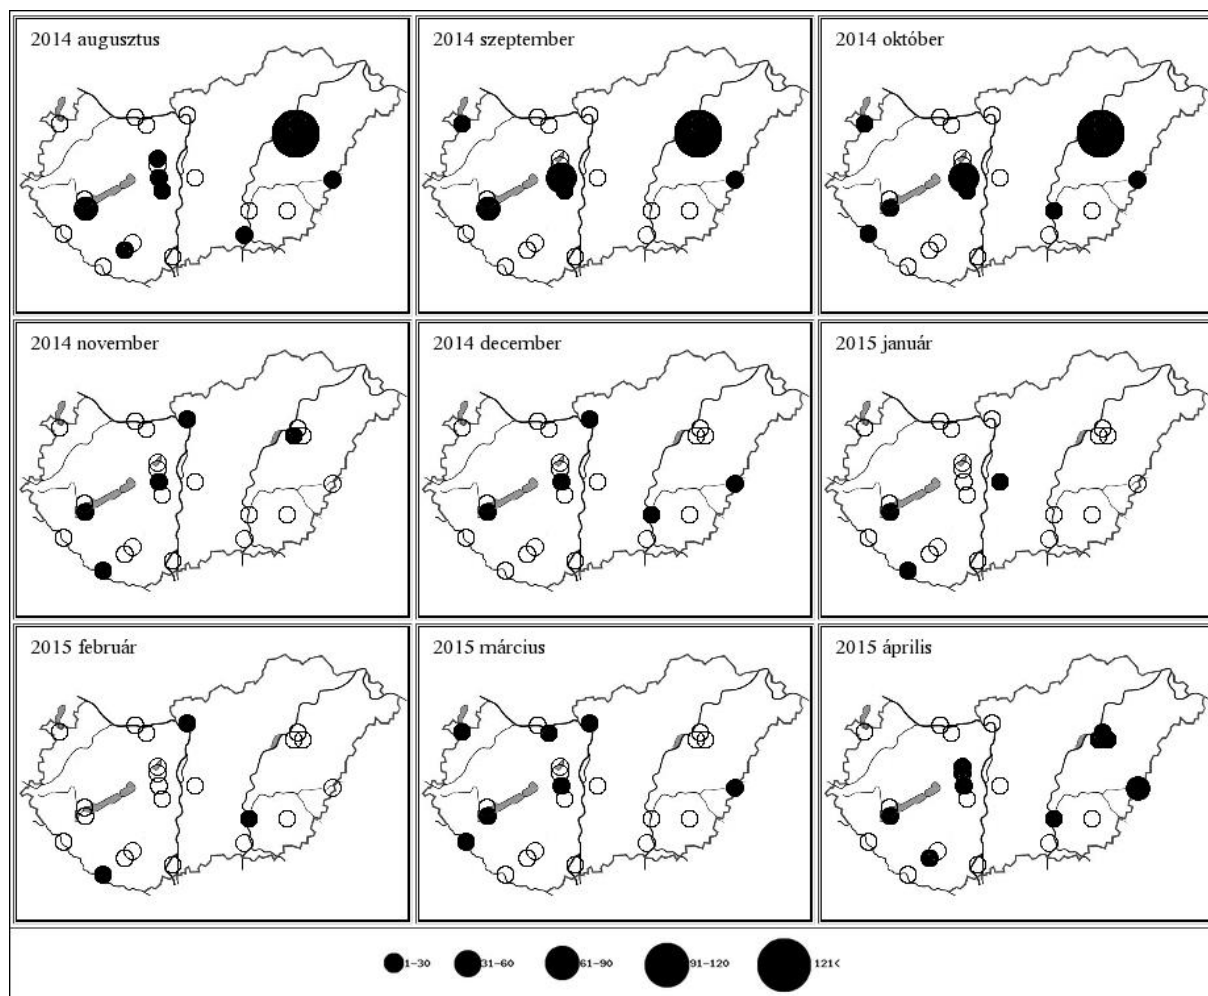 2014 augusztus
2014 szeptember
2014 október
2014 november
2014 december
2015 január
2015 február
2015 március
2015 április
1-30 31-60 61-90 91-120 121<